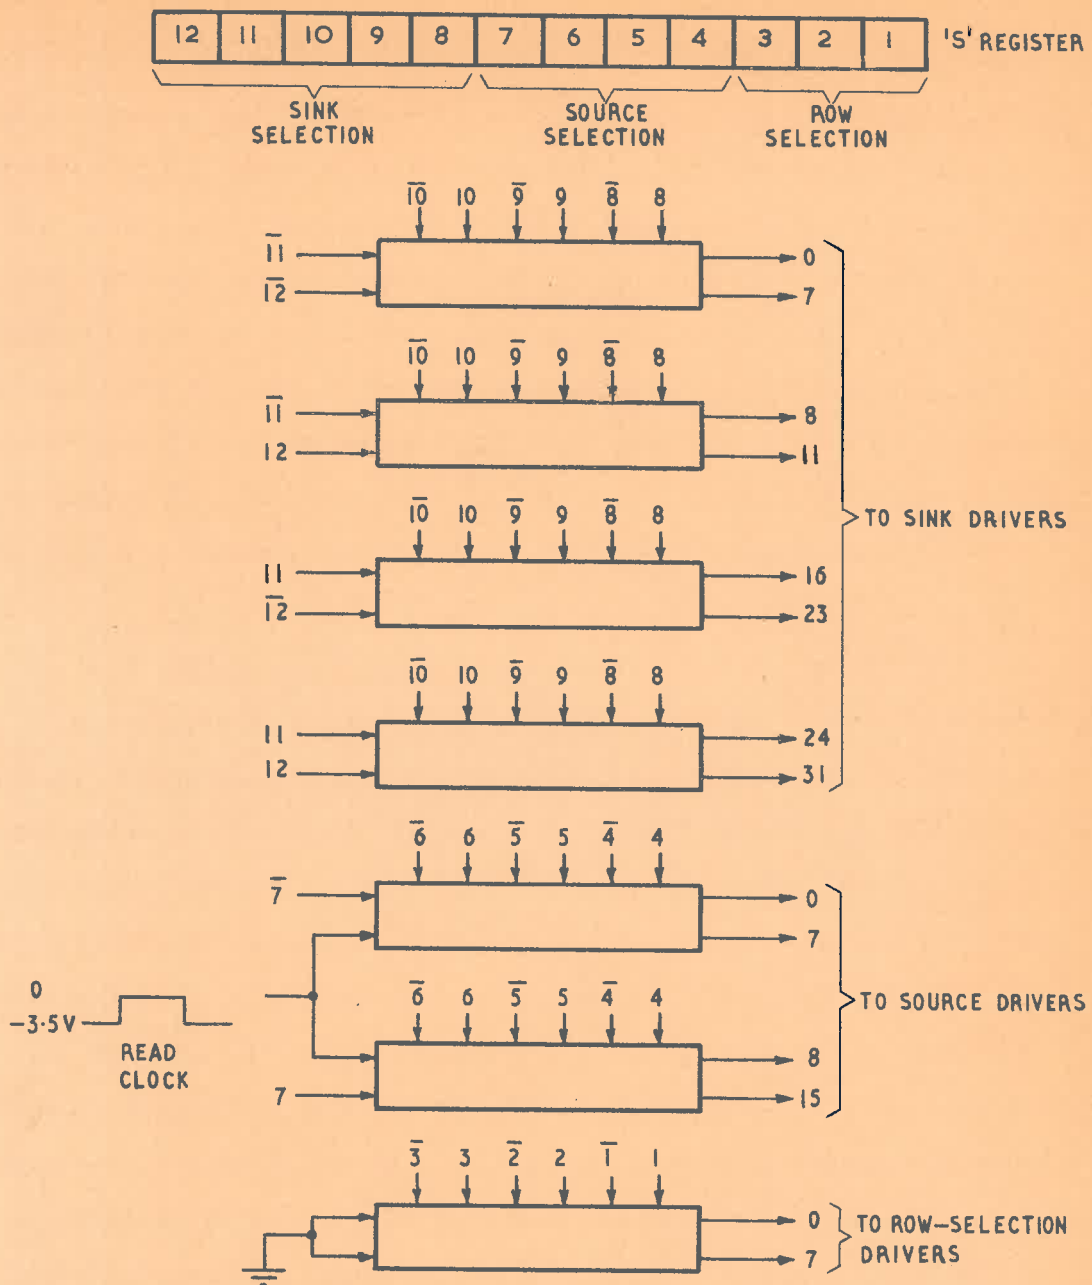 12 11 10 9 8 7 6 5 4 3 2 1 'S' REGISTER
SINK SELECTION
SOURCE SELECTION
ROW SELECTION
1̅0̅ 10 9̅ 9 8̅ 8
1̅1̅ 0
1̅2̅ 7
1̅0̅ 10 9̅ 9 8̅ 8
1̅1̅ 8
12 11
TO SINK DRIVERS
1̅0̅ 10 9̅ 9 8̅ 8
11 16
1̅2̅ 23
1̅0̅ 10 9̅ 9 8̅ 8
11 24
12 31
6̅ 6 5̅ 5 4̅ 4
7̅ 0
7
0
-3·5V
READ
CLOCK
TO SOURCE DRIVERS
6̅ 6 5̅ 5 4̅ 4
8
7 15
3̅ 3 2̅ 2 1̅ 1
0
7
TO ROW-SELECTION
DRIVERS